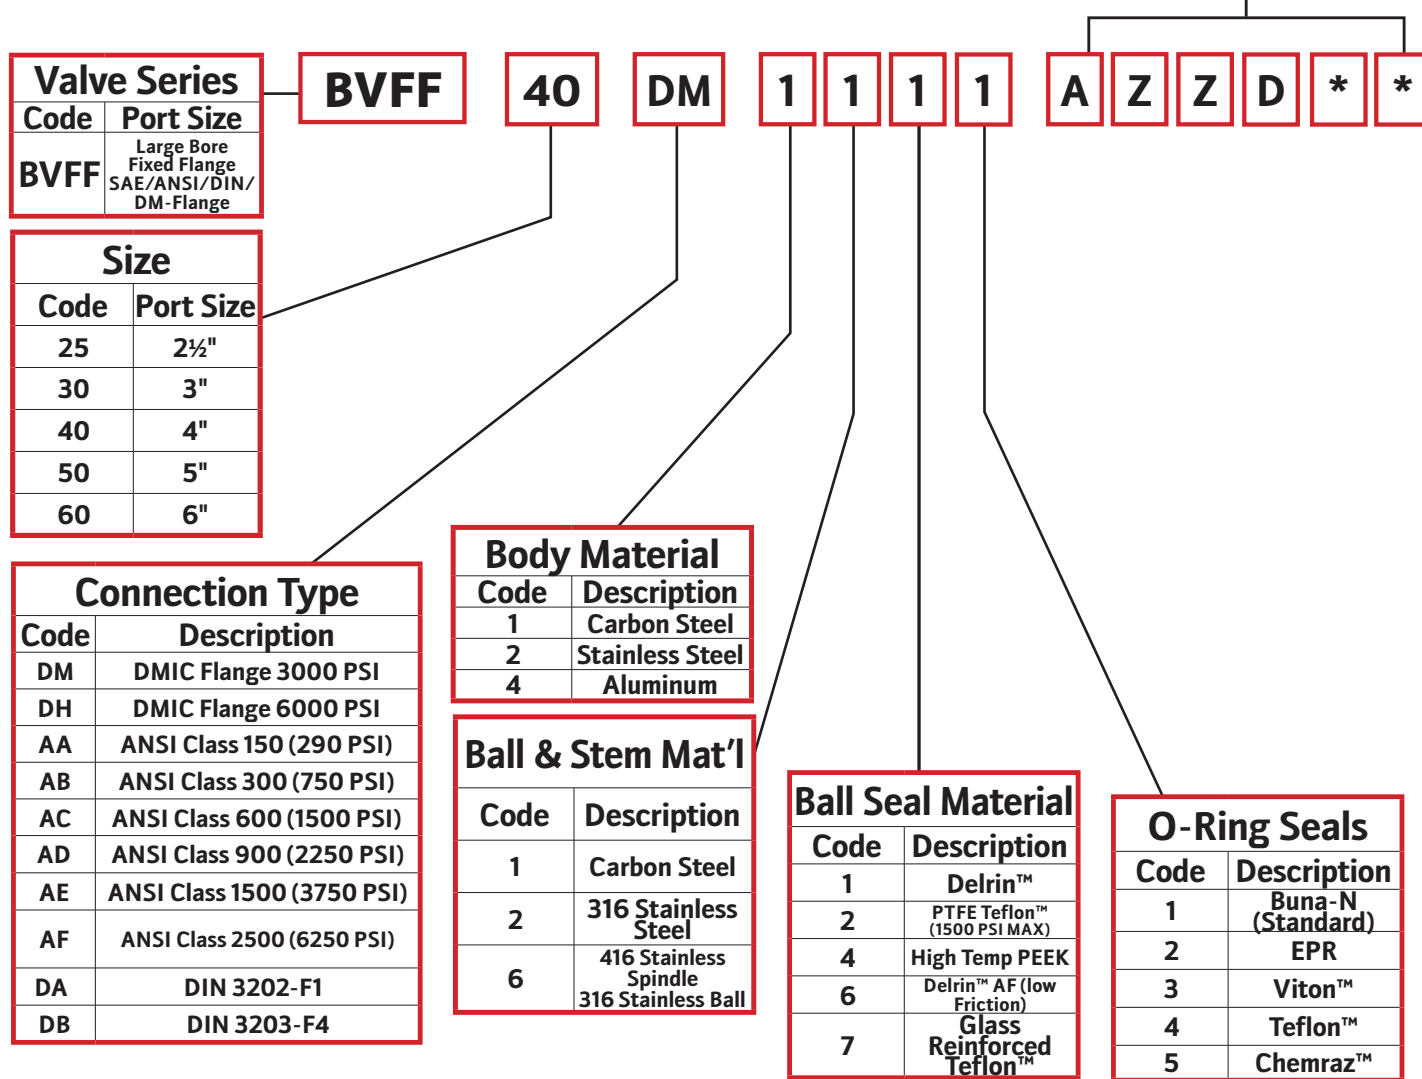 BVFF 40 DM 1 1 1 1 A Z Z D * *
Valve Series
Code Port Size
BVFF
Large Bore
Fixed Flange
SAE/ANSI/DIN/
DM-Flange
Size
Code Port Size
25 2½"
30 3"
40 4"
50 5"
60 6"
Connection Type
Code Description
DM DMIC Flange 3000 PSI
DH DMIC Flange 6000 PSI
AA ANSI Class 150 (290 PSI)
AB ANSI Class 300 (750 PSI)
AC ANSI Class 600 (1500 PSI)
AD ANSI Class 900 (2250 PSI)
AE ANSI Class 1500 (3750 PSI)
AF ANSI Class 2500 (6250 PSI)
DA DIN 3202-F1
DB DIN 3203-F4
Body Material
Code Description
1 Carbon Steel
2 Stainless Steel
4 Aluminum
Ball & Stem Mat’l
Code Description
1 Carbon Steel
2 316 Stainless
Steel
6 416 Stainless
Spindle
316 Stainless Ball
Ball Seal Material
Code Description
1 Delrin™
2 PTFE Teflon™
(1500 PSI MAX)
4 High Temp PEEK
6 Delrin™ AF (low
Friction)
7 Glass
Reinforced
Teflon™
O-Ring Seals
Code Description
1 Buna-N
(Standard)
2 EPR
3 Viton™
4 Teflon™
5 Chemraz™